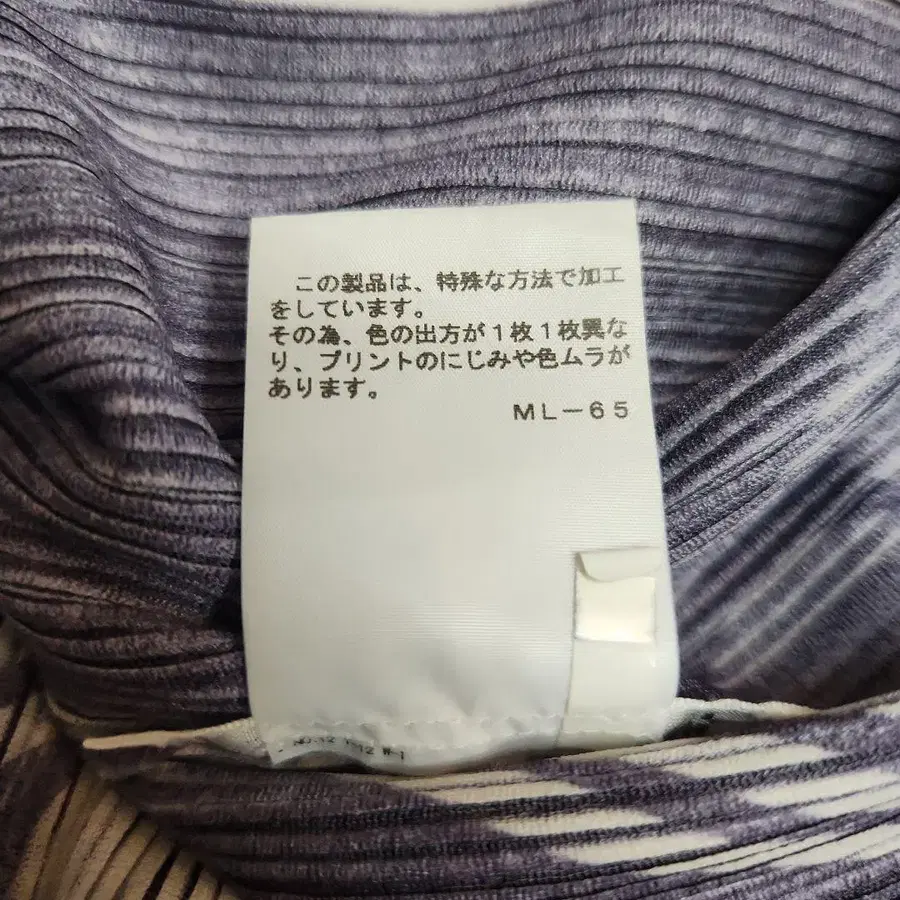 この製品は、特殊な方法で加工
をしています。
その為、色の出方が１枚１枚異な
り、プリントのにじみや色ムラが
あります。
ＭＬ－６５